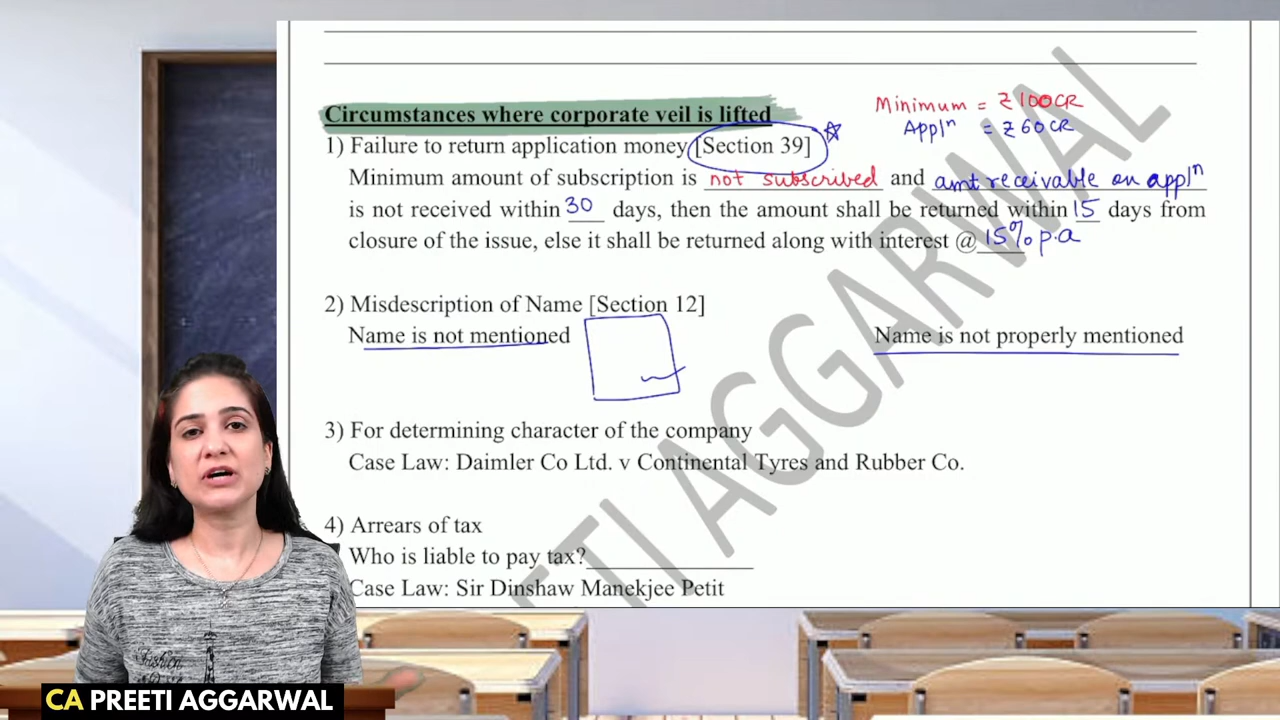 Circumstances where corporate veil is lifted
Minimum = ₹100CR
Applⁿ = ₹60CR
1) Failure to return application money [Section 39]
Minimum amount of subscription is not subscribed and amt receivable on applⁿ
is not received within 30 days, then the amount shall be returned within 15 days from
closure of the issue, else it shall be returned along with interest @ 15% p.a
2) Misdescription of Name [Section 12]
Name is not mentioned Name is not properly mentioned
3) For determining character of the company
Case Law: Daimler Co Ltd. v Continental Tyres and Rubber Co.
4) Arrears of tax
Who is liable to pay tax?
Case Law: Sir Dinshaw Manekjee Petit
ETI AGGARWAL
CA PREETI AGGARWAL